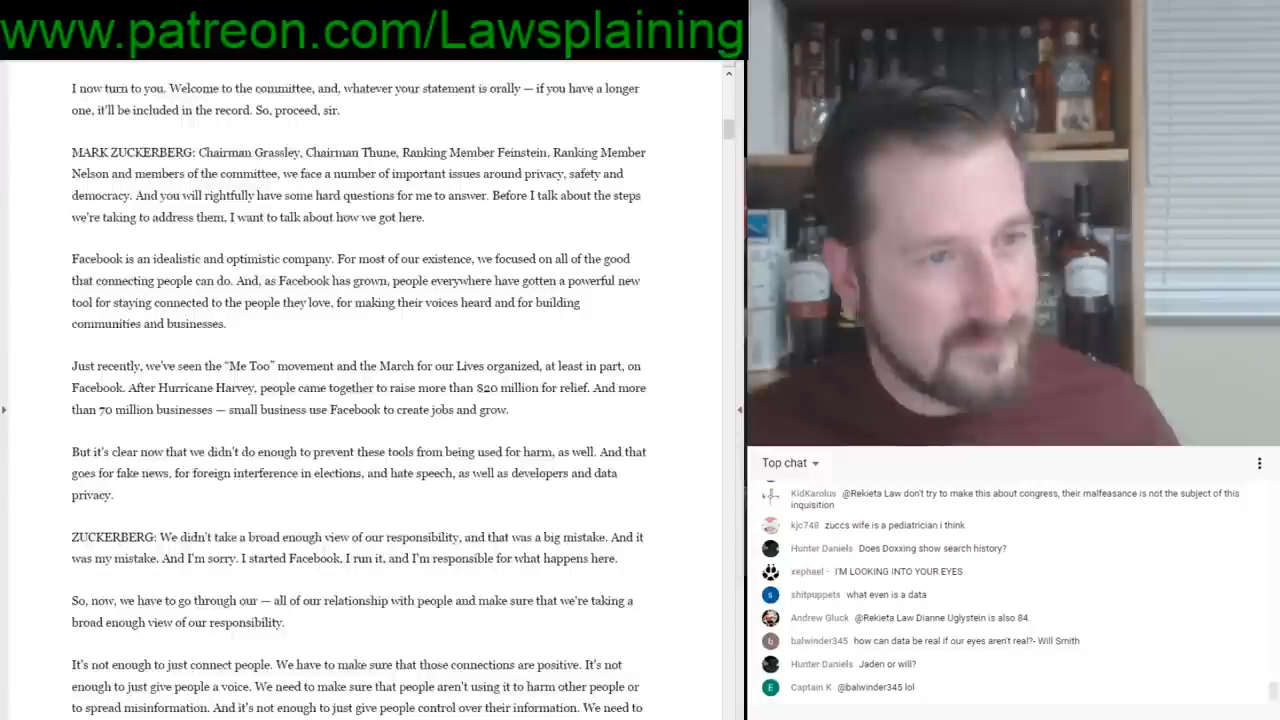 www.patreon.com/Lawsplaining
I now turn to you. Welcome to the committee, and, whatever your statement is orally — if you have a longer
one, it'll be included in the record. So, proceed, sir.
MARK ZUCKERBERG: Chairman Grassley, Chairman Thune, Ranking Member Feinstein, Ranking Member
Nelson and members of the committee, we face a number of important issues around privacy, safety and
democracy. And you will rightfully have some hard questions for me to answer. Before I talk about the steps
we're taking to address them, I want to talk about how we got here.
Facebook is an idealistic and optimistic company. For most of our existence, we focused on all of the good
that connecting people can do. And, as Facebook has grown, people everywhere have gotten a powerful new
tool for staying connected to the people they love, for making their voices heard and for building
communities and businesses.
Just recently, we've seen the “Me Too” movement and the March for our Lives organized, at least in part, on
Facebook. After Hurricane Harvey, people came together to raise more than $20 million for relief. And more
than 70 million businesses — small business use Facebook to create jobs and grow.
But it's clear now that we didn't do enough to prevent these tools from being used for harm, as well. And that
goes for fake news, for foreign interference in elections, and hate speech, as well as developers and data
privacy.
ZUCKERBERG: We didn't take a broad enough view of our responsibility, and that was a big mistake. And it
was my mistake. And I'm sorry. I started Facebook, I run it, and I'm responsible for what happens here.
So, now, we have to go through our — all of our relationship with people and make sure that we're taking a
broad enough view of our responsibility.
It's not enough to just connect people. We have to make sure that those connections are positive. It's not
enough to just give people a voice. We need to make sure that people aren't using it to harm other people or
to spread misinformation. And it's not enough to just give people control over their information. We need to
Top chat
KidKarolus @Rekieta Law don't try to make this about congress, their malfeasance is not the subject of this
inquisition
kjc748 zuccs wife is a pediatrician i think
Hunter Daniels Does Doxxing show search history?
xephael - I'M LOOKING INTO YOUR EYES
shitpuppets what even is a data
Andrew Gluck @Rekieta Law Dianne Uglystein is also 84.
balwinder345 how can data be real if our eyes aren't real?- Will Smith
Hunter Daniels Jaden or will?
Captain K @balwinder345 lol